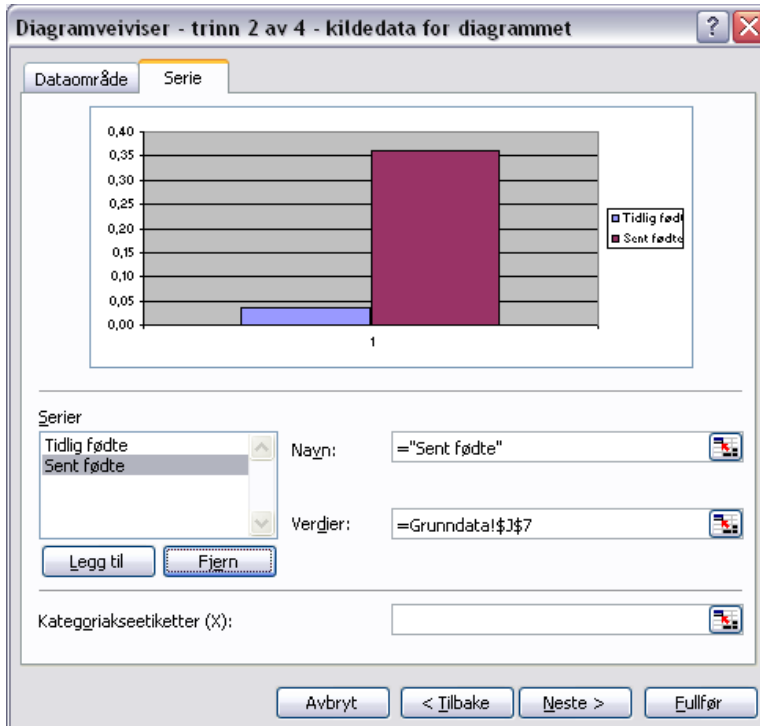 Diagramveiviser - trinn 2 av 4 - kildedata for diagrammet
?
Dataområde Serie
0,40
0,35
0,30
0,25
0,20
0,15
0,10
0,05
0,00
1
Tidlig født
Sent fødte
Serier
Tidlig fødte
Sent fødte
Navn: ="Sent fødte"
Verdier: =Grunndata!$J$7
Legg til Fjern
Kategoriakseetiketter (X):
Avbryt < Tilbake Neste > Fullfør